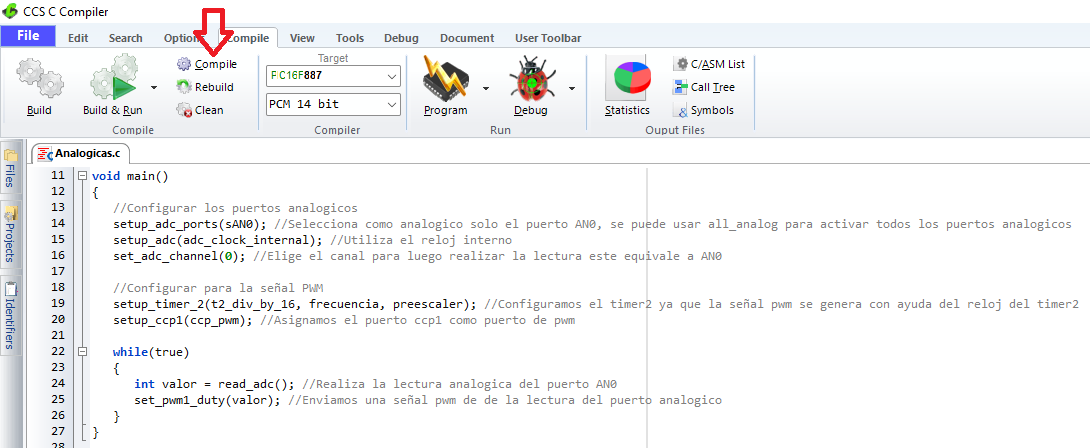 CCS C Compiler
File Edit Search Options Compile View Tools Debug Document User Toolbar
Build
Build & Run
Compile
Rebuild
Clean
Compile
Target
PIC16F887
PCM 14 bit
Compiler
Program
Debug
Run
Statistics
C/ASM List
Call Tree
Symbols
Ouput Files
Files
Projects
Identifiers
Analogicas.c
11 void main()
12 {
13 //Configurar los puertos analogicos
14 setup_adc_ports(sAN0); //Selecciona como analogico solo el puerto AN0, se puede usar all_analog para activar todos los puertos analogicos
15 setup_adc(adc_clock_internal); //Utiliza el reloj interno
16 set_adc_channel(0); //Elige el canal para luego realizar la lectura este equivale a AN0
17
18 //Configurar para la señal PWM
19 setup_timer_2(t2_div_by_16, frecuencia, preescaler); //Configuramos el timer2 ya que la señal pwm se genera con ayuda del reloj del timer2
20 setup_ccp1(ccp_pwm); //Asignamos el puerto ccp1 como puerto de pwm
21
22 while(true)
23 {
24 int valor = read_adc(); //Realiza la lectura analogica del puerto AN0
25 set_pwm1_duty(valor); //Enviamos una señal pwm de de la lectura del puerto analogico
26 }
27 }
28